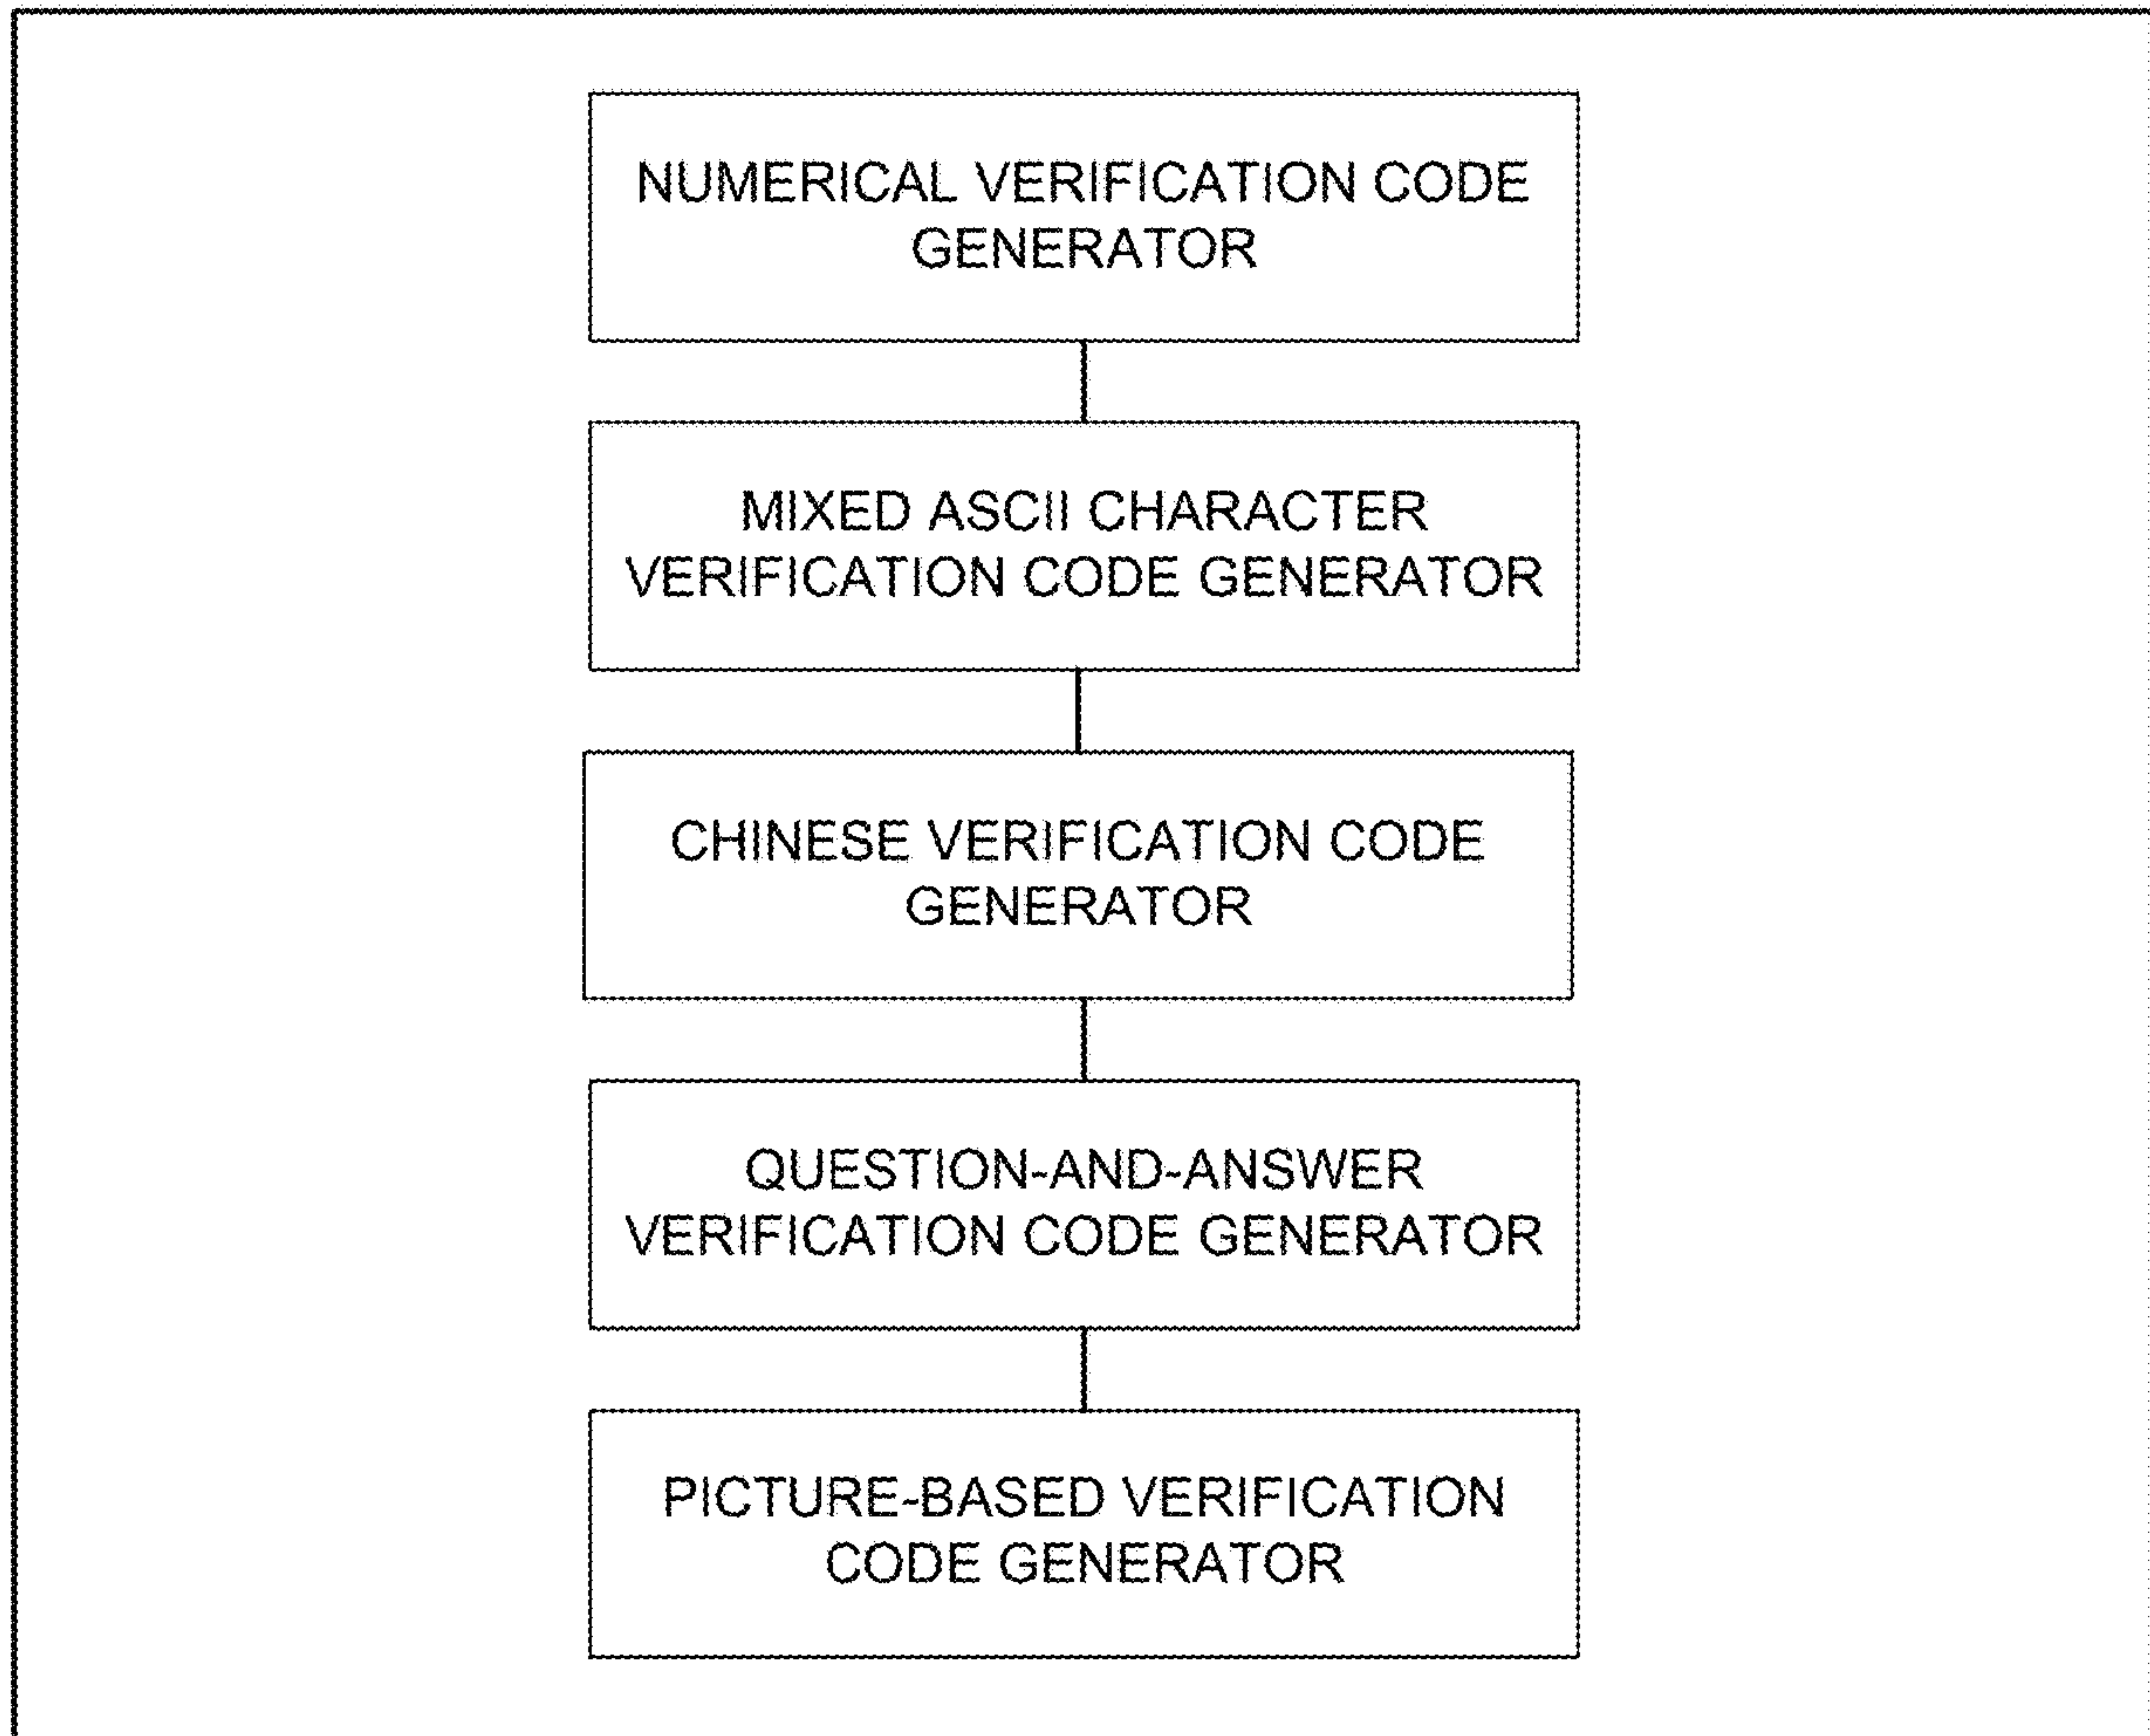 NUMERICAL VERIFICATION CODE
GENERATOR
MIXED ASCII CHARACTER
VERIFICATION CODE GENERATOR
CHINESE VERIFICATION CODE
GENERATOR
QUESTION-AND-ANSWER
VERIFICATION CODE GENERATOR
PICTURE-BASED VERIFICATION
CODE GENERATOR